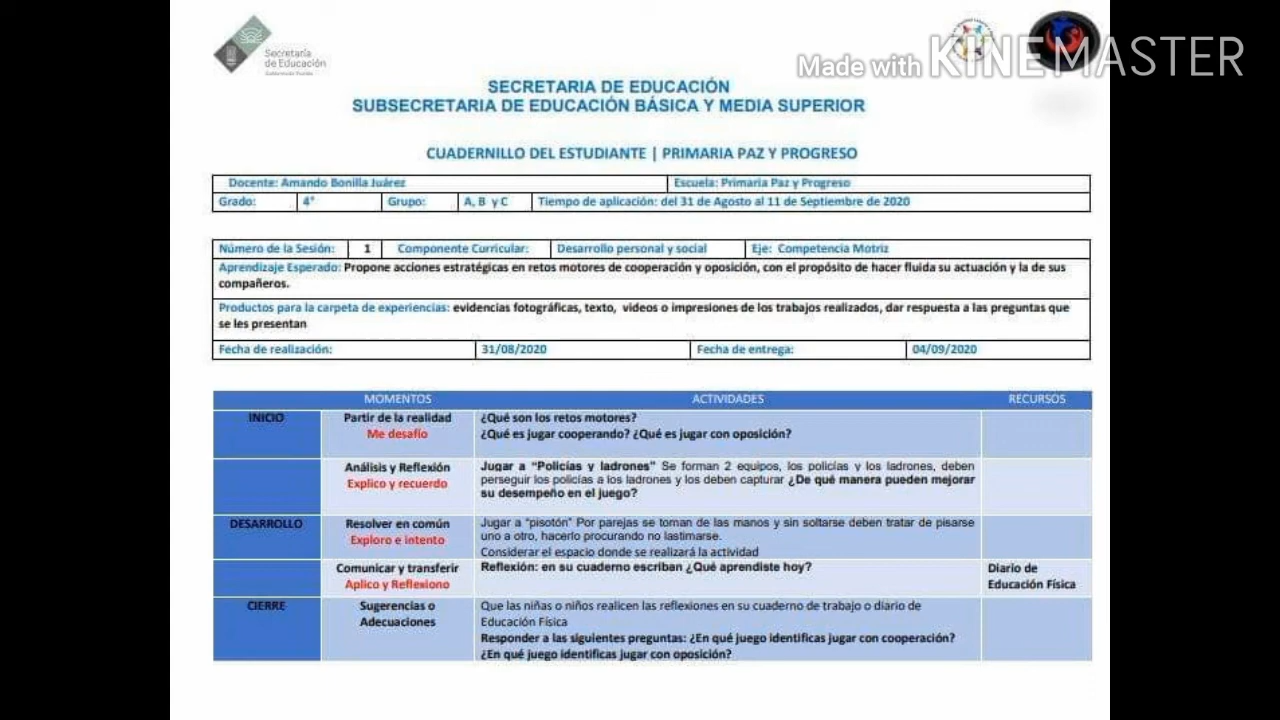 Secretaría
de Educación
Made with KINEMASTER
SECRETARIA DE EDUCACIÓN
SUBSECRETARIA DE EDUCACIÓN BÁSICA Y MEDIA SUPERIOR
CUADERNILLO DEL ESTUDIANTE | PRIMARIA PAZ Y PROGRESO
Docente: Amando Bonilla Juárez Escuela: Primaria Paz y Progreso
Grado: 4° Grupo: A, B y C Tiempo de aplicación: del 31 de Agosto al 11 de Septiembre de 2020
Número de la Sesión: 1 Componente Curricular: Desarrollo personal y social Eje: Competencia Motriz
Aprendizaje Esperado: Propone acciones estratégicas en retos motores de cooperación y oposición, con el propósito de hacer fluida su actuación y la de sus
compañeros.
Productos para la carpeta de experiencias: evidencias fotográficas, texto, videos o impresiones de los trabajos realizados, dar respuesta a las preguntas que
se les presentan
Fecha de realización: 31/08/2020 Fecha de entrega: 04/09/2020
MOMENTOS ACTIVIDADES RECURSOS
INICIO Partir de la realidad ¿Qué son los retos motores?
Me desafío ¿Qué es jugar cooperando? ¿Qué es jugar con oposición?
Análisis y Reflexión Jugar a “Policías y ladrones” Se forman 2 equipos, los policías y los ladrones, deben
Explico y recuerdo perseguir los policías a los ladrones y los deben capturar ¿De qué manera pueden mejorar
su desempeño en el juego?
DESARROLLO Resolver en común Jugar a “pisotón” Por parejas se toman de las manos y sin soltarse deben tratar de pisarse
Exploro e intento uno a otro, hacerlo procurando no lastimarse.
Considerar el espacio donde se realizará la actividad
Comunicar y transferir Reflexión: en su cuaderno escriban ¿Qué aprendiste hoy? Diario de
Aplico y Reflexiono Educación Física
CIERRE Sugerencias o Que las niñas o niños realicen las reflexiones en su cuaderno de trabajo o diario de
Adecuaciones Educación Física
Responder a las siguientes preguntas: ¿En qué juego identificas jugar con cooperación?
¿En qué juego identificas jugar con oposición?